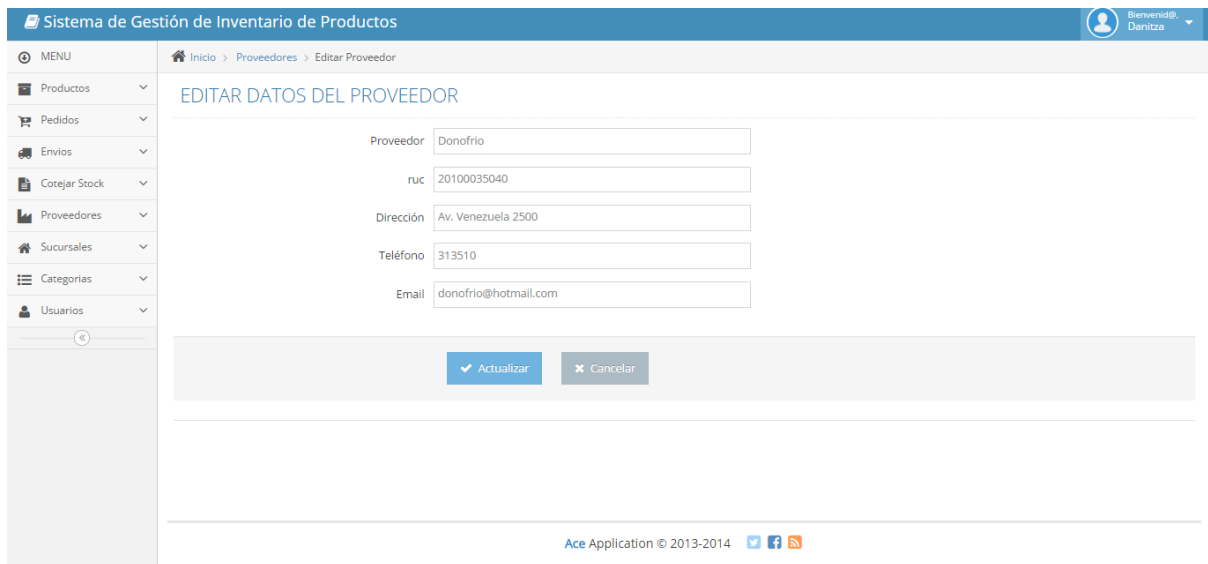 Sistema de Gestión de Inventario de Productos
Bienvenid@,
Danitza
MENU
Productos
Pedidos
Envios
Cotejar Stock
Proveedores
Sucursales
Categorias
Usuarios
Inicio > Proveedores > Editar Proveedor
EDITAR DATOS DEL PROVEEDOR
Proveedor Donofrio
ruc 20100035040
Dirección Av. Venezuela 2500
Teléfono 313510
Email donofrio@hotmail.com
Actualizar Cancelar
Ace Application © 2013-2014